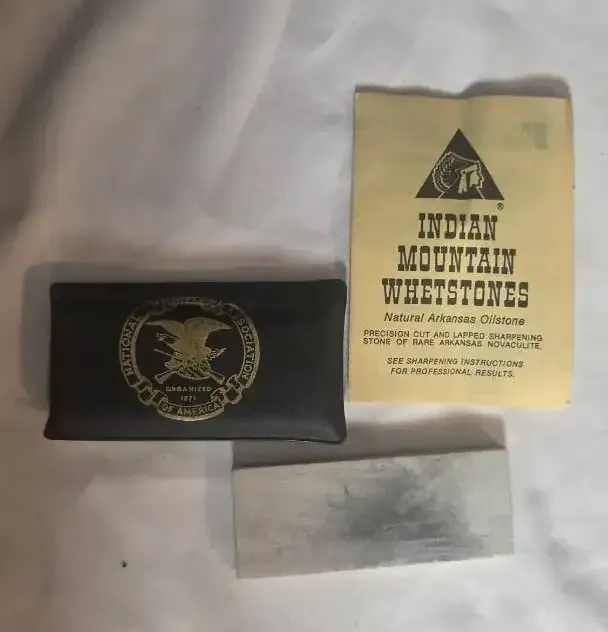 NATIONAL RIFLE ASSOCIATION
ORGANIZED
1871
OF AMERICA
®
INDIAN
MOUNTAIN
WHETSTONES
Natural Arkansas Oilstone
PRECISION CUT AND LAPPED SHARPENING
STONE OF RARE ARKANSAS NOVACULITE.
SEE SHARPENING INSTRUCTIONS
FOR PROFESSIONAL RESULTS.